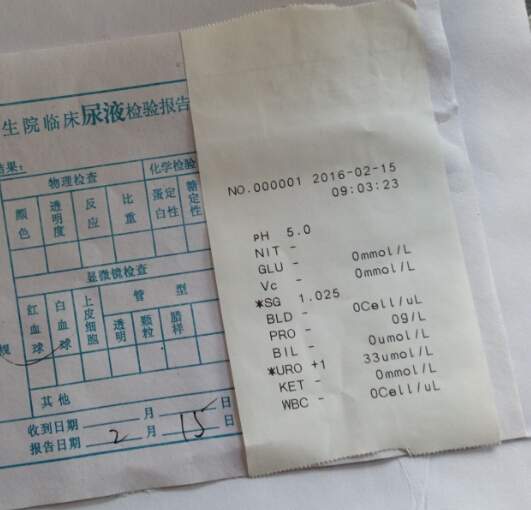 生院临床尿液检验报告
结果:
物理检查 化学检验
颜色 透明度 反应 比重 蛋白定性 糖定性
显微镜检查
红血球 白血球 上皮细胞 管型
透明 颗粒 腊样
规
其他
收到日期 月 日
报告日期 2 月 15 日
NO.000001 2016-02-15
09:03:23
pH 5.0
NIT -
GLU - 0mmol/L
Vc - 0mmol/L
*SG 1.025
BLD - 0Cell/uL
PRO - 0g/L
BIL - 0umol/L
*URO +1 33umol/L
KET - 0mmol/L
WBC - 0Cell/uL